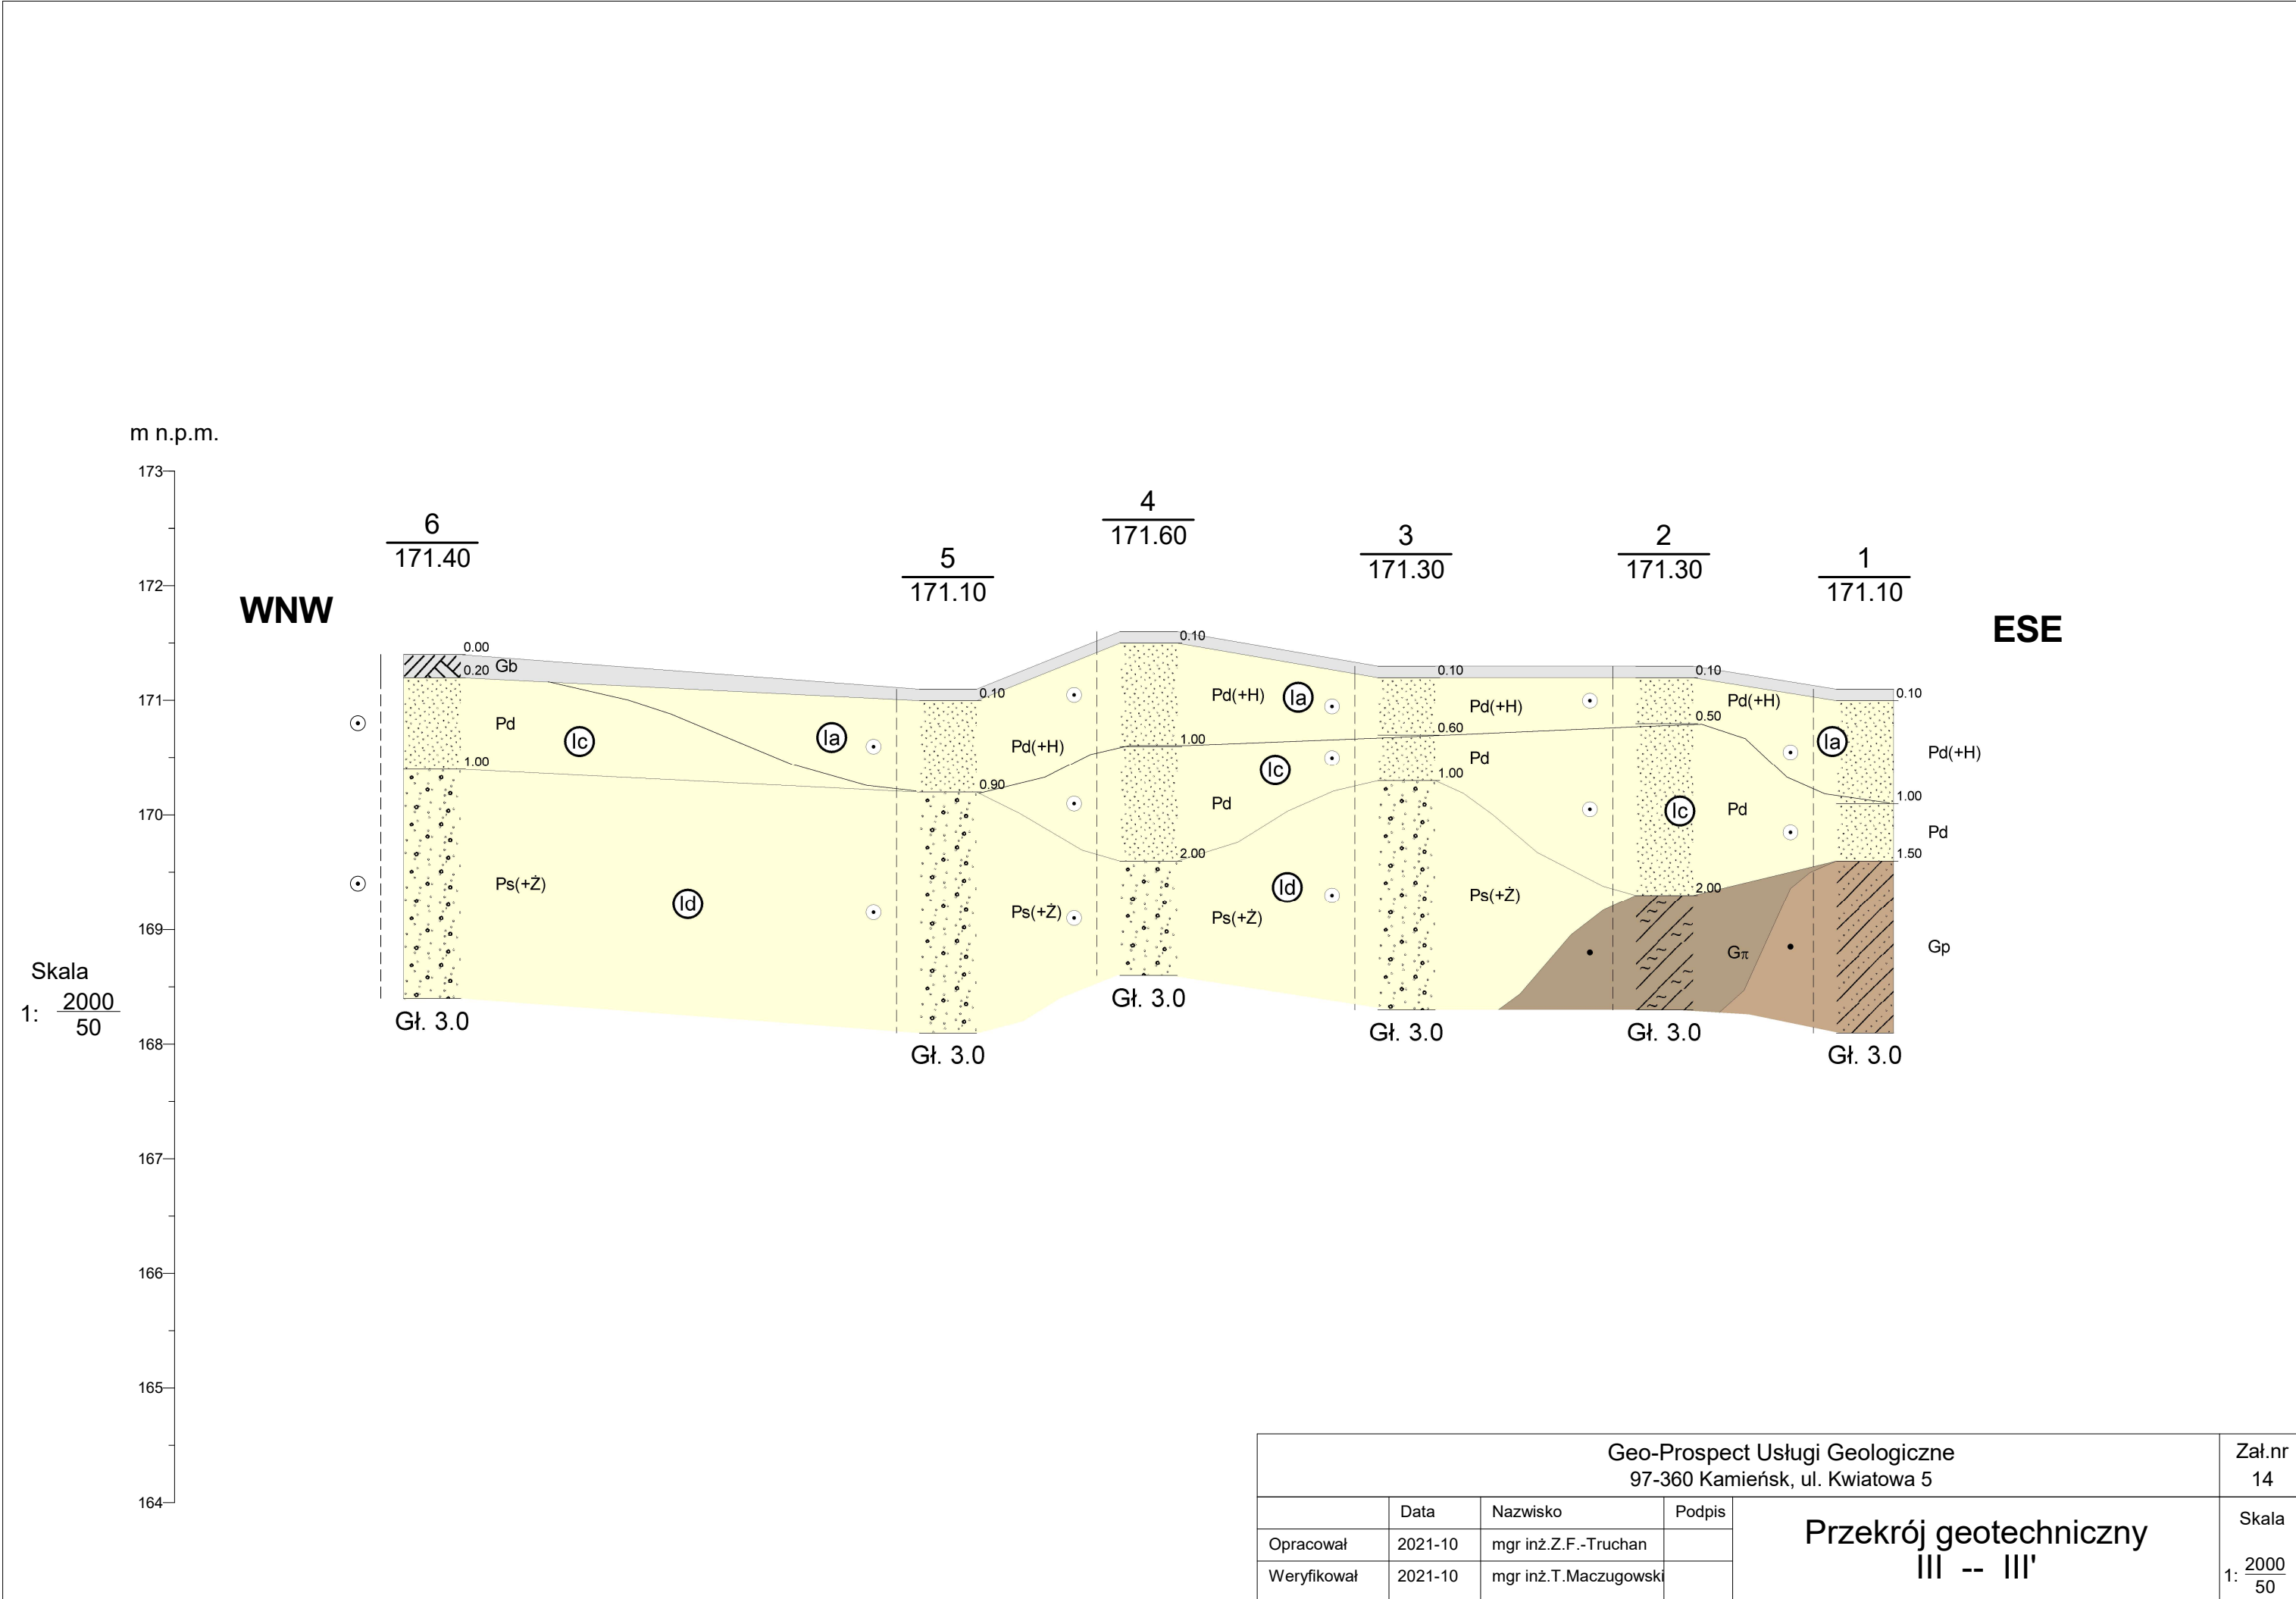 m n.p.m.
173
172
171
170
169
168
167
166
165
164
Skala
1: 2000
50
WNW
ESE
6
171.40
5
171.10
4
171.60
3
171.30
2
171.30
1
171.10
0.00
0.20
Gb
Pd
Ic
1.00
Ps(+Ż)
Id
Gł. 3.0
Ia
0.10
Pd(+H)
0.90
Ps(+Ż)
Gł. 3.0
0.10
Pd(+H)
Ia
1.00
Ic
Pd
2.00
Id
Ps(+Ż)
Gł. 3.0
0.10
Pd(+H)
0.60
Pd
1.00
Ps(+Ż)
Gł. 3.0
0.10
Pd(+H)
0.50
Ic
Pd
2.00
Gπ
Gł. 3.0
Ia
0.10
Pd(+H)
1.00
Pd
1.50
Gp
Gł. 3.0
Geo-Prospect Usługi Geologiczne
97-360 Kamieńsk, ul. Kwiatowa 5
Zał.nr
14
Data Nazwisko Podpis
Opracował 2021-10 mgr inż.Z.F.-Truchan
Weryfikował 2021-10 mgr inż.T.Maczugowski
Przekrój geotechniczny
III -- III'
Skala
1: 2000
50